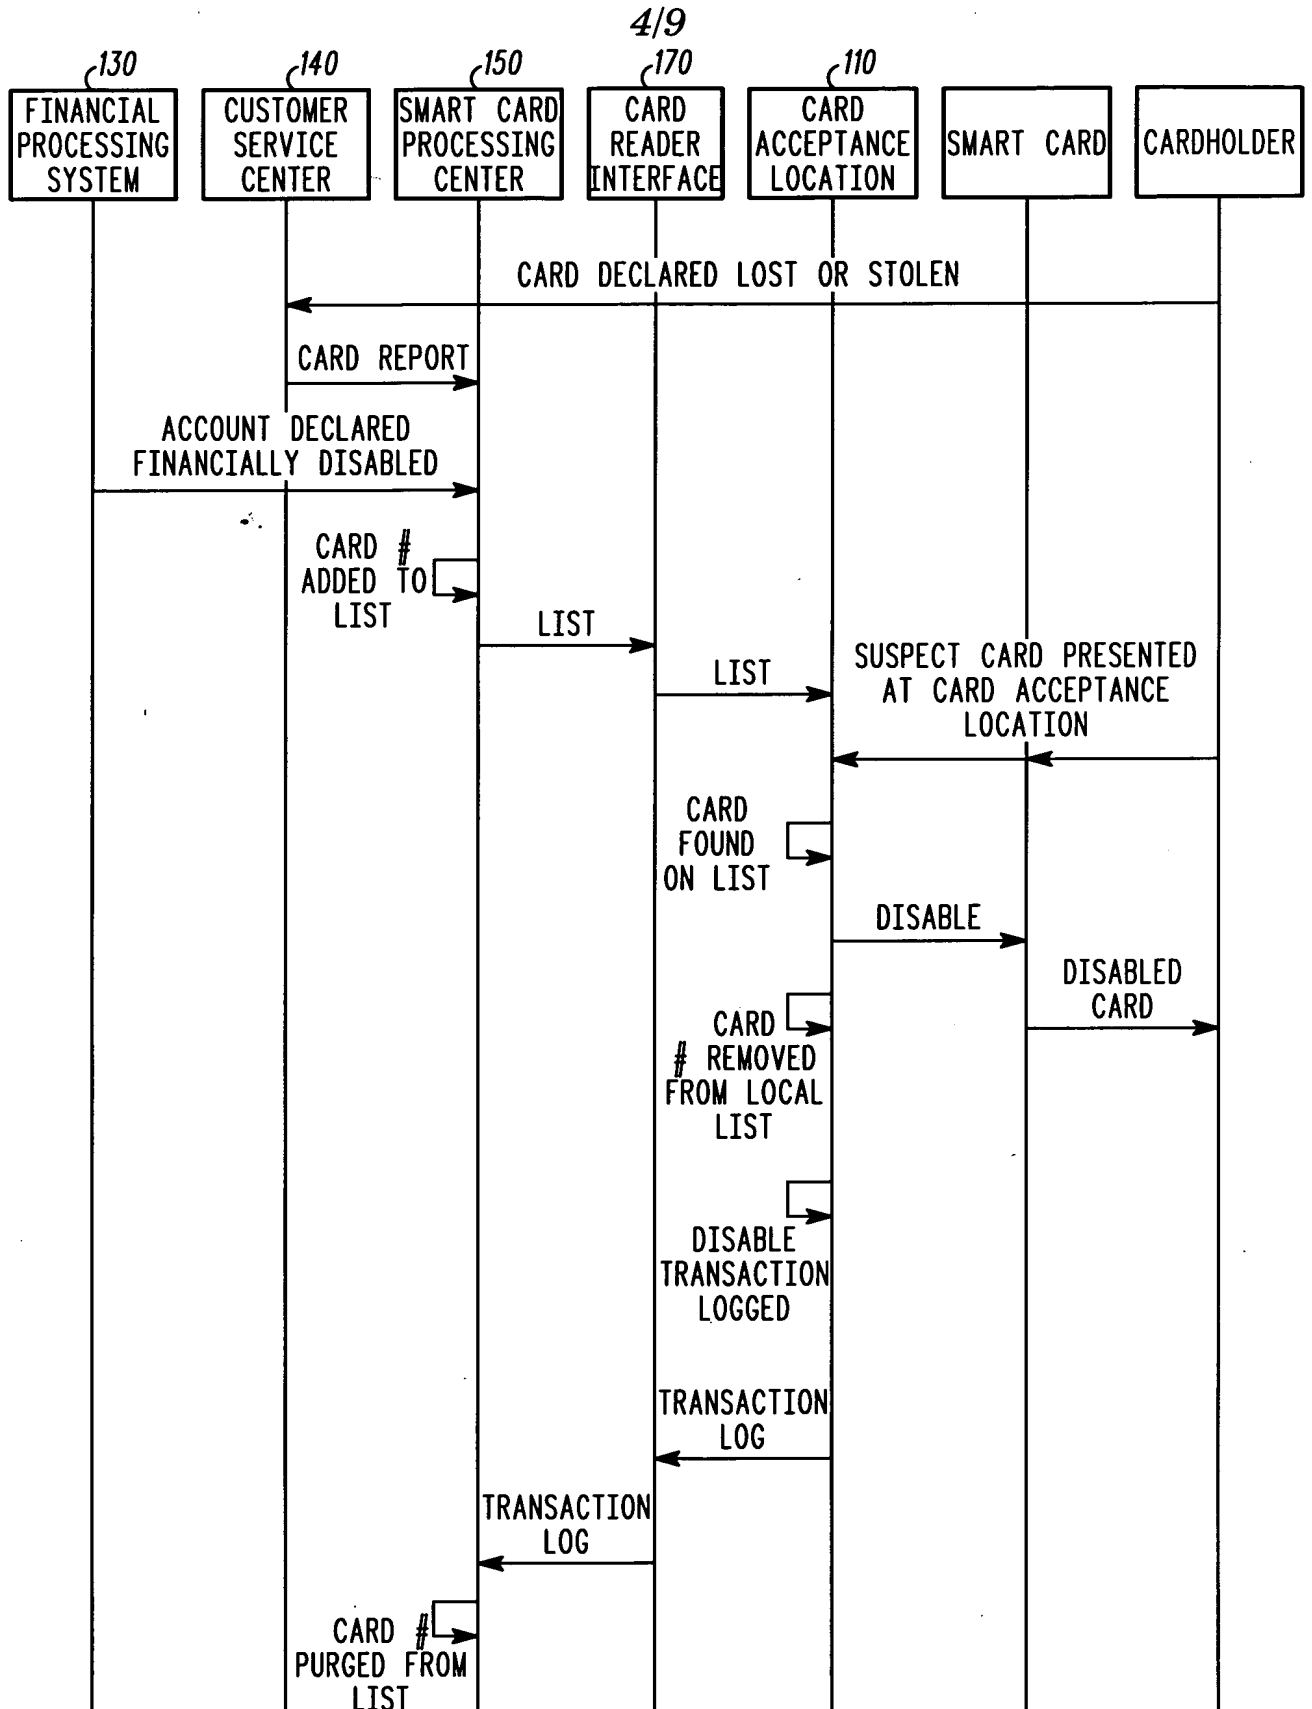 4/9
130
140
150
170
110
FINANCIAL
PROCESSING
SYSTEM
CUSTOMER
SERVICE
CENTER
SMART CARD
PROCESSING
CENTER
CARD
READER
INTERFACE
CARD
ACCEPTANCE
LOCATION
SMART CARD
CARDHOLDER
CARD DECLARED LOST OR STOLEN
CARD REPORT
ACCOUNT DECLARED
FINANCIALLY DISABLED
CARD #
ADDED TO
LIST
LIST
LIST
SUSPECT CARD PRESENTED
AT CARD ACCEPTANCE
LOCATION
CARD
FOUND
ON LIST
DISABLE
DISABLED
CARD
CARD
# REMOVED
FROM LOCAL
LIST
DISABLE
TRANSACTION
LOGGED
TRANSACTION
LOG
TRANSACTION
LOG
CARD #
PURGED FROM
LIST